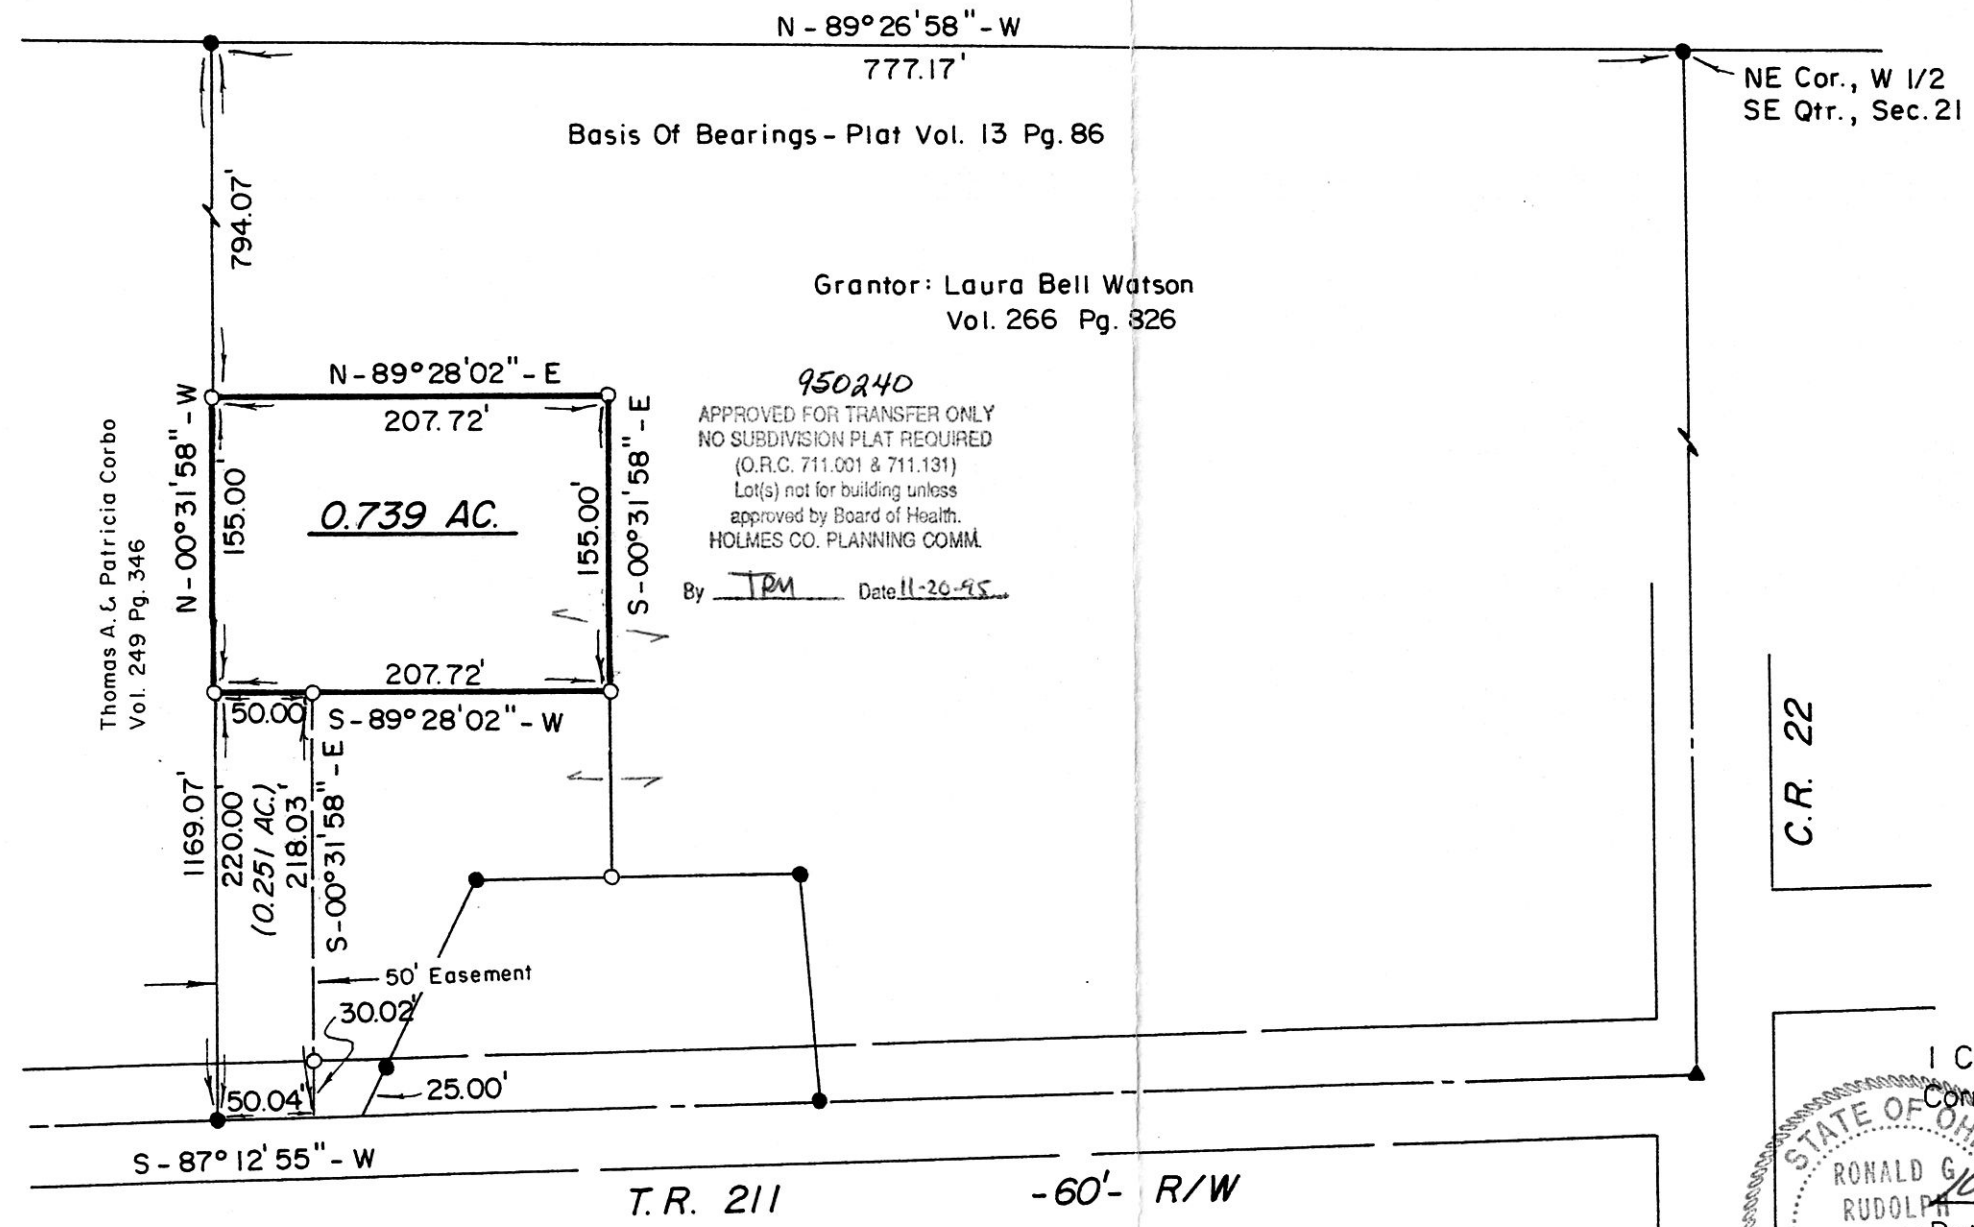 N - 89° 26' 58" - W
777.17'
NE Cor., W 1/2
SE Qtr., Sec. 21
Basis Of Bearings - Plat Vol. 13 Pg. 86
794.07'
Grantor: Laura Bell Watson
Vol. 266 Pg. 826
N - 89° 28' 02" - E
207.72'
950240
APPROVED FOR TRANSFER ONLY
NO SUBDIVISION PLAT REQUIRED
(O.R.C. 711.001 & 711.131)
Lot(s) not for building unless
approved by Board of Health.
HOLMES CO. PLANNING COMM.
By TRM Date 11-20-95
Thomas A. & Patricia Corbo
Vol. 249 Pg. 346
N - 00° 31' 58" - W
155.00'
0.739 AC.
155.00'
S - 00° 31' 58" - E
207.72'
50.00'
S - 89° 28' 02" - W
1169.07'
220.00'
(0.251 AC.)
218.03'
S - 00° 31' 58" - E
C.R. 22
50' Easement
30.02'
25.00'
50.04'
S - 87° 12' 55" - W
T.R. 211
-60'- R/W
I C
Con
STATE OF OH
RONALD G
RUDOLPH